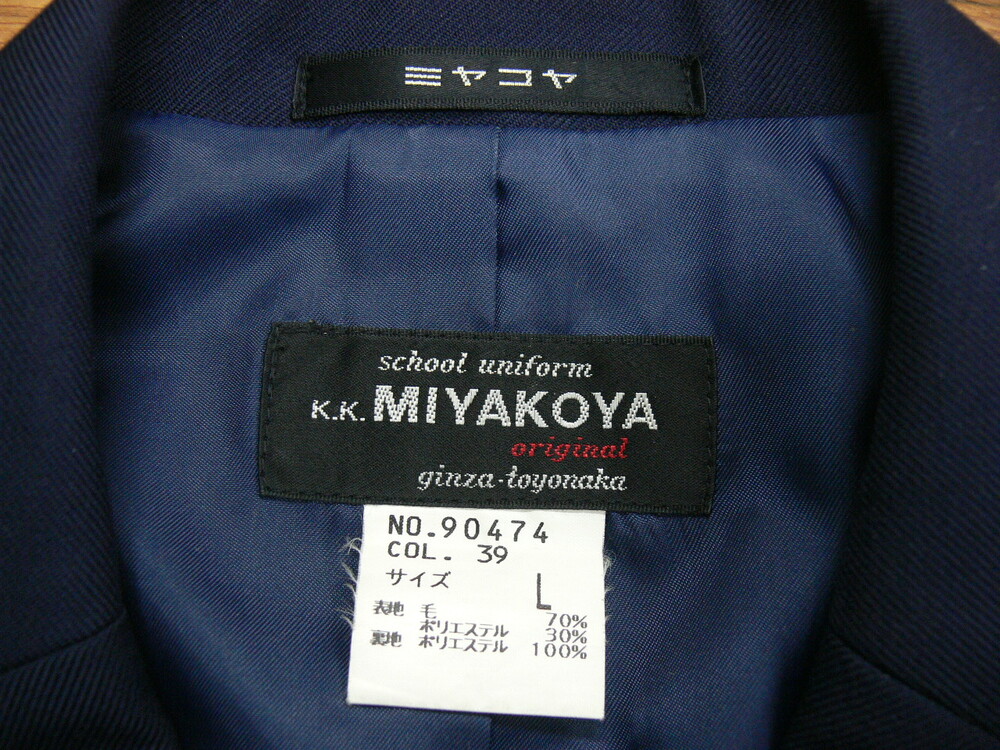 ミヤコヤ
school uniform
K.K. MIYAKOYA
original
ginza-toyonaka
NO.90474
COL. 39
サイズ L
表地 毛 70%
ポリエステル 30%
裏地 ポリエステル 100%